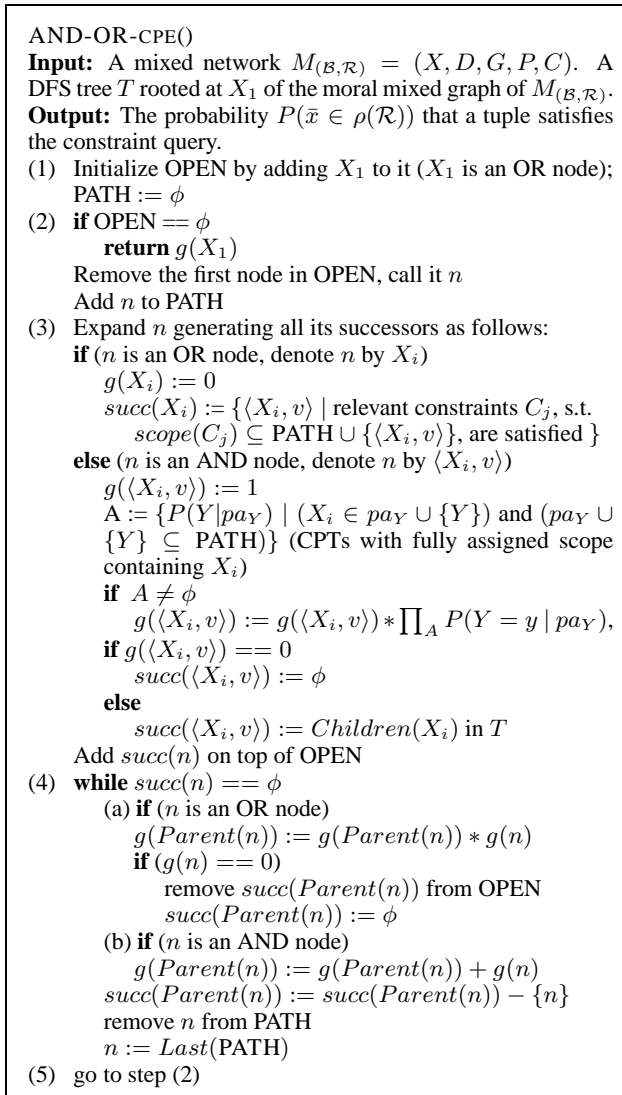 AND-OR-CPE()
Input: A mixed network M(B,R) = (X, D, G, P, C). A
DFS tree T rooted at X₁ of the moral mixed graph of M(B,R).
Output: The probability P(x̄ ∈ ρ(R)) that a tuple satisfies
the constraint query.
(1) Initialize OPEN by adding X₁ to it (X₁ is an OR node);
PATH := ϕ
(2) if OPEN == ϕ
return g(X₁)
Remove the first node in OPEN, call it n
Add n to PATH
(3) Expand n generating all its successors as follows:
if (n is an OR node, denote n by Xᵢ)
g(Xᵢ) := 0
succ(Xᵢ) := {⟨Xᵢ, v⟩ | relevant constraints Cⱼ, s.t.
scope(Cⱼ) ⊆ PATH ∪ {⟨Xᵢ, v⟩}, are satisfied }
else (n is an AND node, denote n by ⟨Xᵢ, v⟩)
g(⟨Xᵢ, v⟩) := 1
A := {P(Y|pa_Y) | (Xᵢ ∈ pa_Y ∪ {Y}) and (pa_Y ∪
{Y} ⊆ PATH)} (CPTs with fully assigned scope
containing Xᵢ)
if A ≠ ϕ
g(⟨Xᵢ, v⟩) := g(⟨Xᵢ, v⟩) * ∏_A P(Y = y | pa_Y),
if g(⟨Xᵢ, v⟩) == 0
succ(⟨Xᵢ, v⟩) := ϕ
else
succ(⟨Xᵢ, v⟩) := Children(Xᵢ) in T
Add succ(n) on top of OPEN
(4) while succ(n) == ϕ
(a) if (n is an OR node)
g(Parent(n)) := g(Parent(n)) * g(n)
if (g(n) == 0)
remove succ(Parent(n)) from OPEN
succ(Parent(n)) := ϕ
(b) if (n is an AND node)
g(Parent(n)) := g(Parent(n)) + g(n)
succ(Parent(n)) := succ(Parent(n)) − {n}
remove n from PATH
n := Last(PATH)
(5) go to step (2)